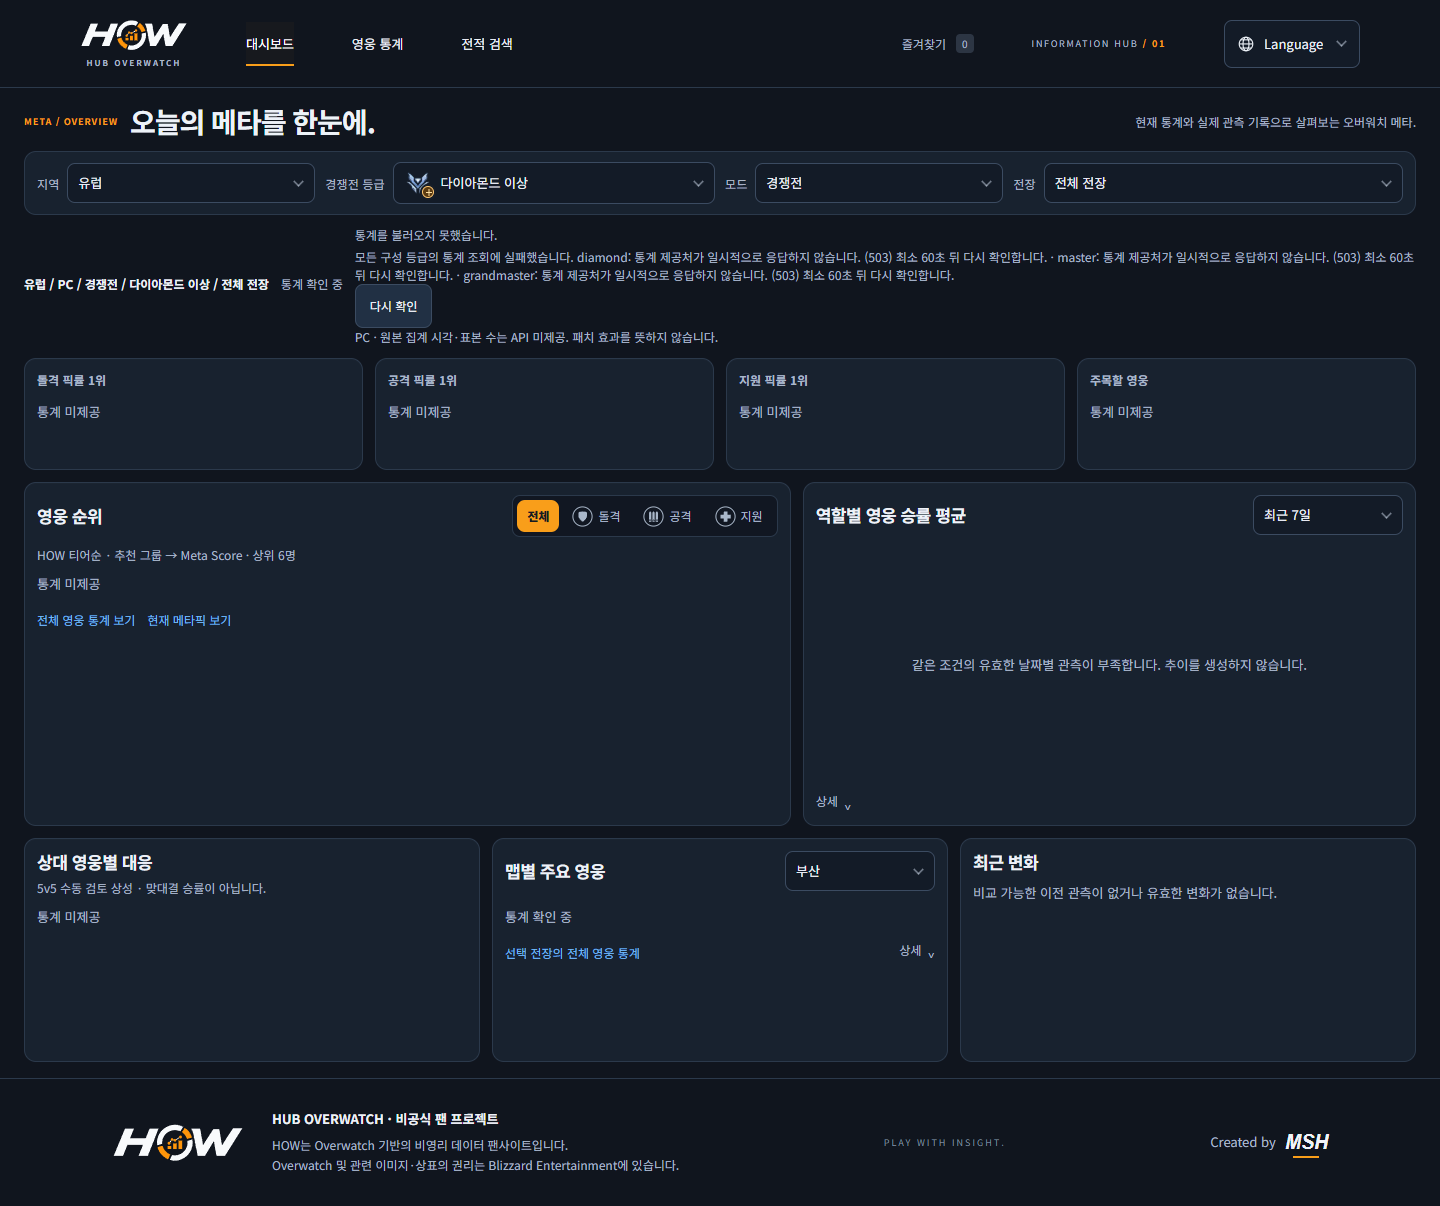 HOW
HUB OVERWATCH
대시보드
영웅 통계
전적 검색
즐겨찾기 0
INFORMATION HUB / 01
Language
META / OVERVIEW
오늘의 메타를 한눈에.
현재 통계와 실제 관측 기록으로 살펴보는 오버워치 메타.
지역
유럽
경쟁전 등급
다이아몬드 이상
모드
경쟁전
전장
전체 전장
유럽 / PC / 경쟁전 / 다이아몬드 이상 / 전체 전장
통계 확인 중
통계를 불러오지 못했습니다.
모든 구성 등급의 통계 조회에 실패했습니다. diamond: 통계 제공처가 일시적으로 응답하지 않습니다. (503) 최소 60초 뒤 다시 확인합니다. · master: 통계 제공처가 일시적으로 응답하지 않습니다. (503) 최소 60초
뒤 다시 확인합니다. · grandmaster: 통계 제공처가 일시적으로 응답하지 않습니다. (503) 최소 60초 뒤 다시 확인합니다.
다시 확인
PC · 원본 집계 시각·표본 수는 API 미제공. 패치 효과를 뜻하지 않습니다.
돌격 픽률 1위
통계 미제공
공격 픽률 1위
통계 미제공
지원 픽률 1위
통계 미제공
주목할 영웅
통계 미제공
영웅 순위
전체
돌격
공격
지원
HOW 티어순 · 추천 그룹 → Meta Score · 상위 6명
통계 미제공
전체 영웅 통계 보기
현재 메타픽 보기
역할별 영웅 승률 평균
최근 7일
같은 조건의 유효한 날짜별 관측이 부족합니다. 추이를 생성하지 않습니다.
상세
상대 영웅별 대응
5v5 수동 검토 상성 · 맞대결 승률이 아닙니다.
통계 미제공
맵별 주요 영웅
부산
통계 확인 중
선택 전장의 전체 영웅 통계
상세
최근 변화
비교 가능한 이전 관측이 없거나 유효한 변화가 없습니다.
HOW
HUB OVERWATCH · 비공식 팬 프로젝트
HOW는 Overwatch 기반의 비영리 데이터 팬사이트입니다.
Overwatch 및 관련 이미지·상표의 권리는 Blizzard Entertainment에 있습니다.
PLAY WITH INSIGHT.
Created by MSH